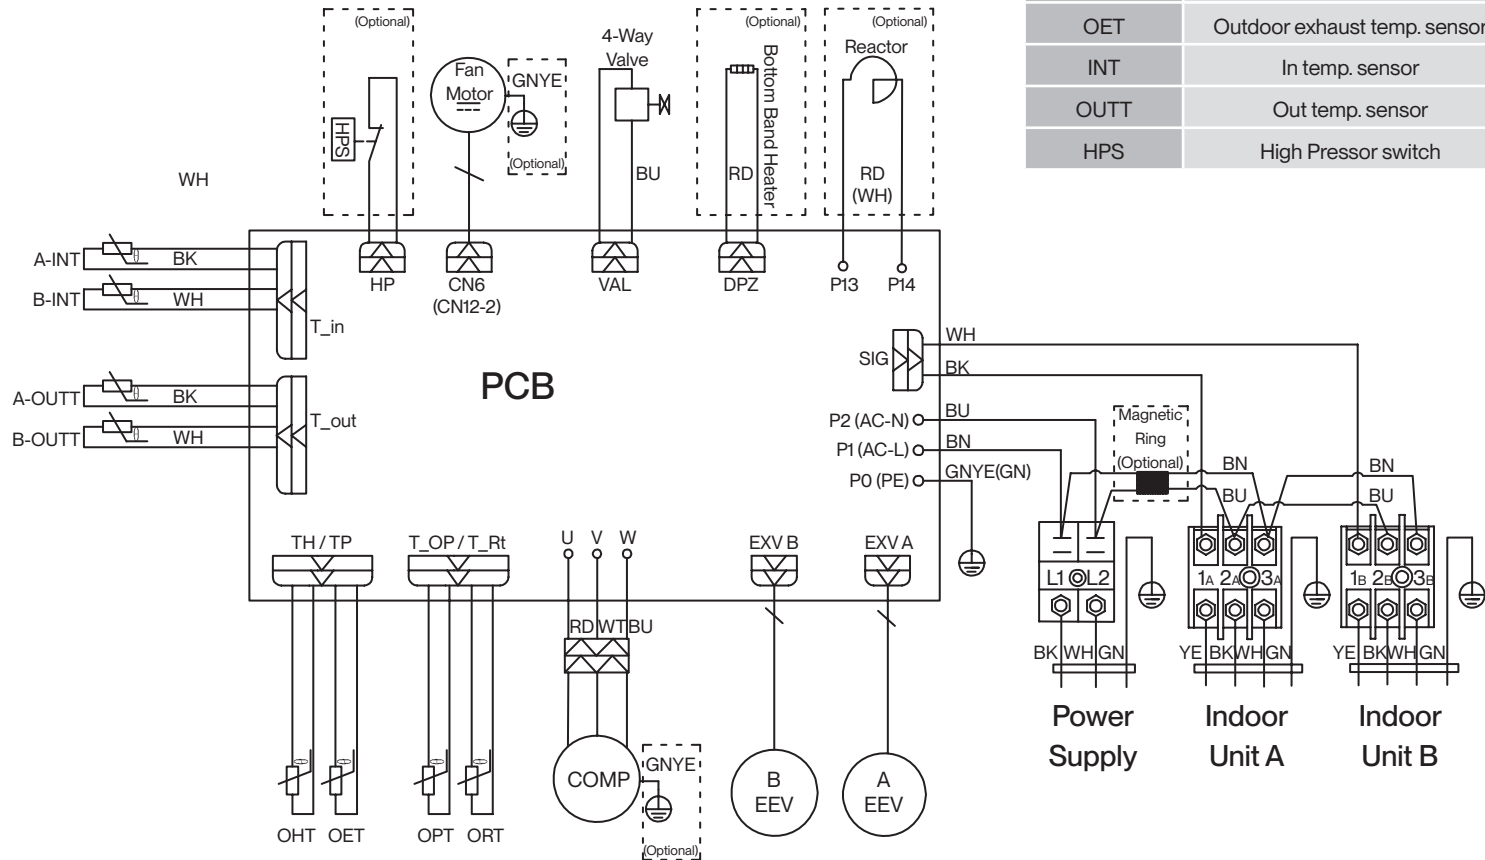 OET Outdoor exhaust temp. sensor
INT In temp. sensor
OUTT Out temp. sensor
HPS High Pressor switch
(Optional)
HPS
Fan
Motor
GNYE
(Optional)
4-Way
Valve
BU
(Optional)
Bottom Band Heater
RD
(Optional)
Reactor
RD
(WH)
WH
A-INT BK
B-INT WH
T_in
A-OUTT BK
B-OUTT WH
T_out
HP
CN6
(CN12-2)
VAL
DPZ
P13 P14
PCB
SIG
WH
BK
P2 (AC-N) BU
P1 (AC-L) BN
P0 (PE) GNYE(GN)
Magnetic
Ring
(Optional)
BN
BU
BN
BU
TH / TP
T_OP / T_Rt
U V W
EXV B
EXV A
RD WT BU
L1 L2
1A 2A 3A
1B 2B 3B
BK WH GN
YE BK WH GN
YE BK WH GN
Power
Supply
Indoor
Unit A
Indoor
Unit B
COMP
GNYE
(Optional)
B
EEV
A
EEV
OHT OET
OPT ORT